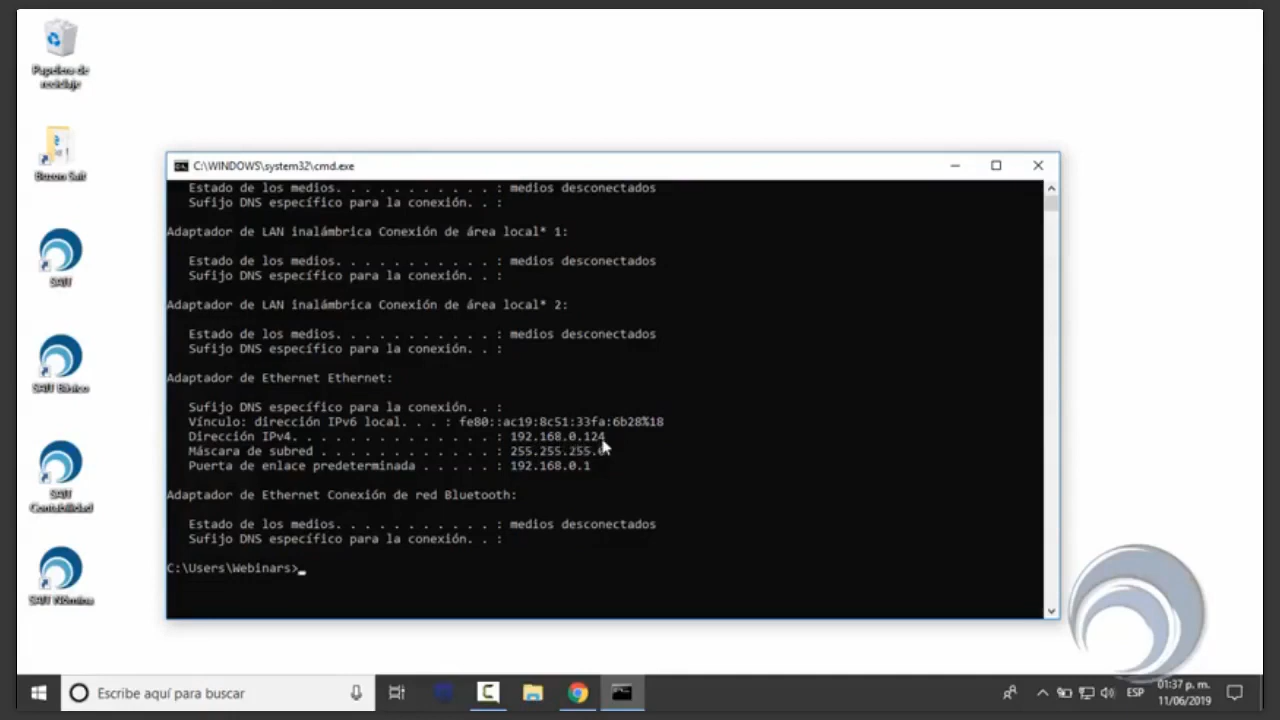 Papelera de
reciclaje
SAIT
SAIT Básico
SAIT
Contabilidad
SAIT Nómina
C:\WINDOWS\system32\cmd.exe
Estado de los medios. . . . . . . . . . . : medios desconectados
Sufijo DNS específico para la conexión. . :
Adaptador de LAN inalámbrica Conexión de área local* 1:
Estado de los medios. . . . . . . . . . . : medios desconectados
Sufijo DNS específico para la conexión. . :
Adaptador de LAN inalámbrica Conexión de área local* 2:
Estado de los medios. . . . . . . . . . . : medios desconectados
Sufijo DNS específico para la conexión. . :
Adaptador de Ethernet Ethernet:
Sufijo DNS específico para la conexión. . :
Vínculo: dirección IPv6 local. . . : fe80::ac19:8c51:33fa:6b28%18
Dirección IPv4. . . . . . . . . . . . . . : 192.168.0.124
Máscara de subred . . . . . . . . . . . . : 255.255.255.0
Puerta de enlace predeterminada . . . . . : 192.168.0.1
Adaptador de Ethernet Conexión de red Bluetooth:
Estado de los medios. . . . . . . . . . . : medios desconectados
Sufijo DNS específico para la conexión. . :
C:\Users\Webinars>
Escribe aquí para buscar
ESP
01:37 p. m.
11/06/2019